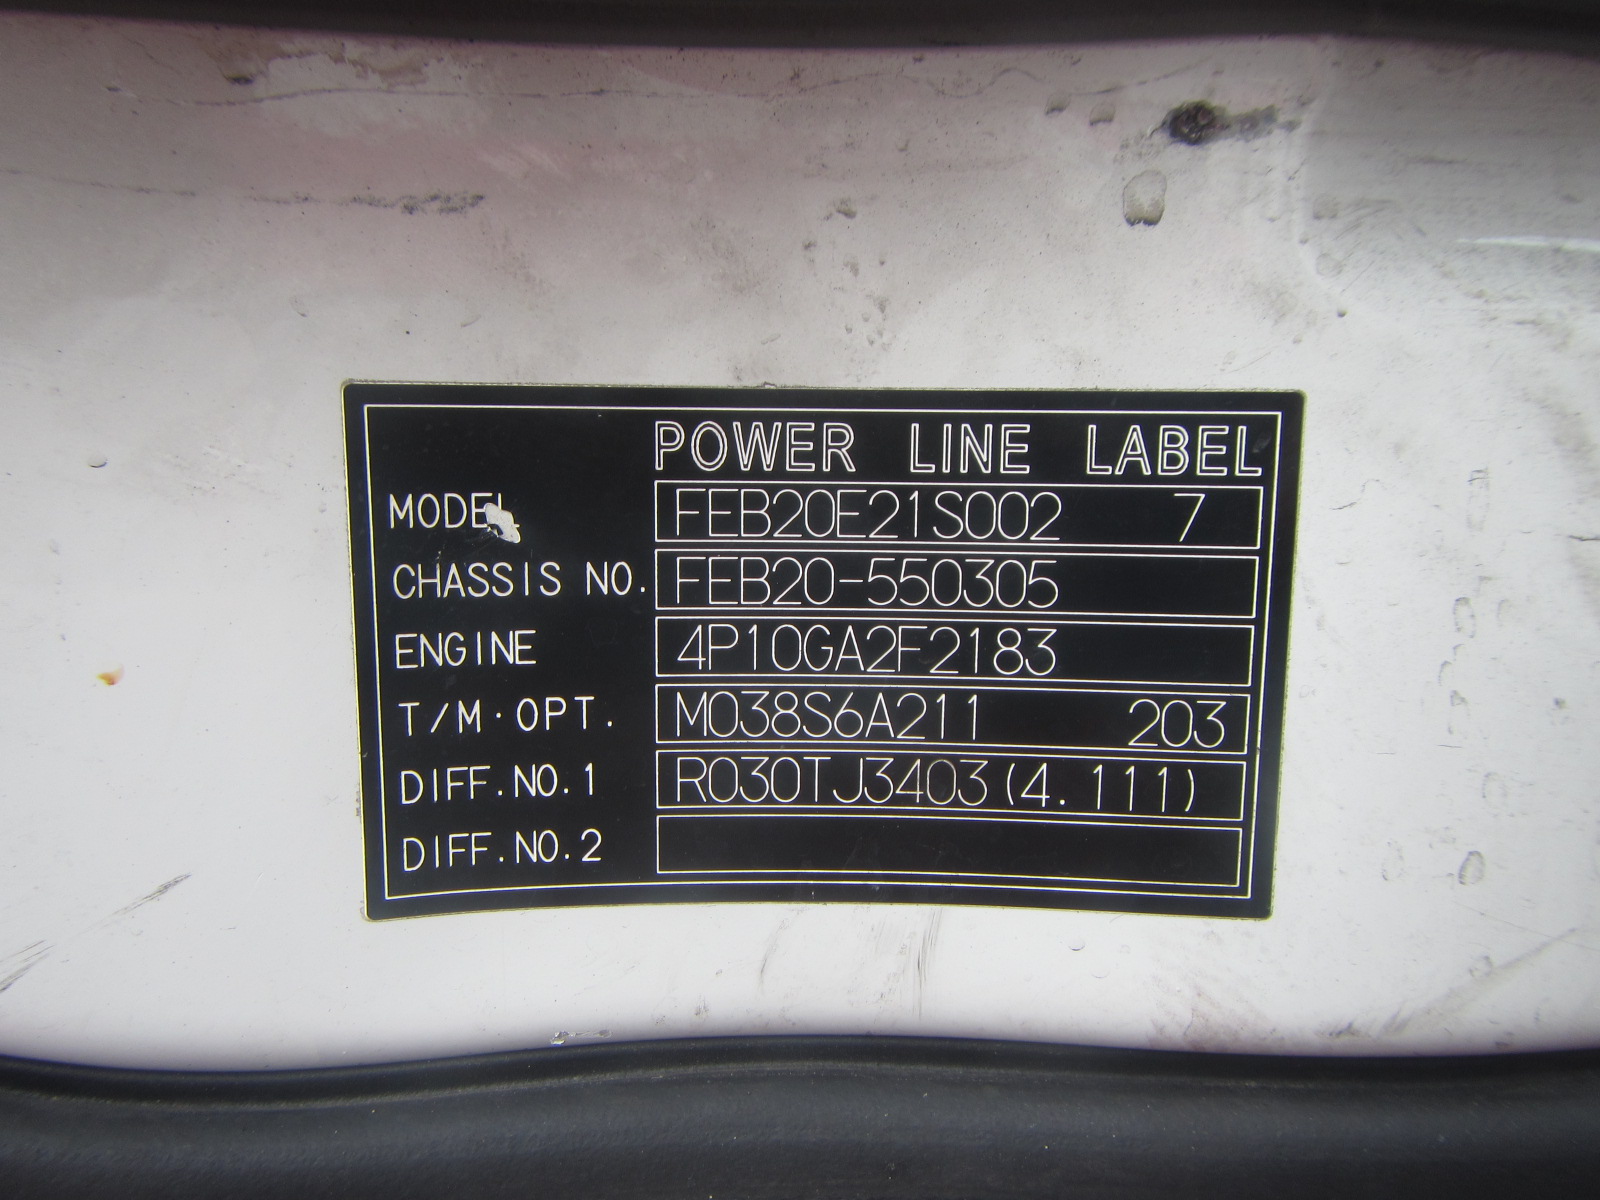 POWER LINE LABEL
MODEL FEB20E21S002 7
CHASSIS NO. FEB20-550305
ENGINE 4P10GA2F2183
T/M·OPT. M038S6A211 203
DIFF.NO.1 R030TJ3403(4.111)
DIFF.NO.2